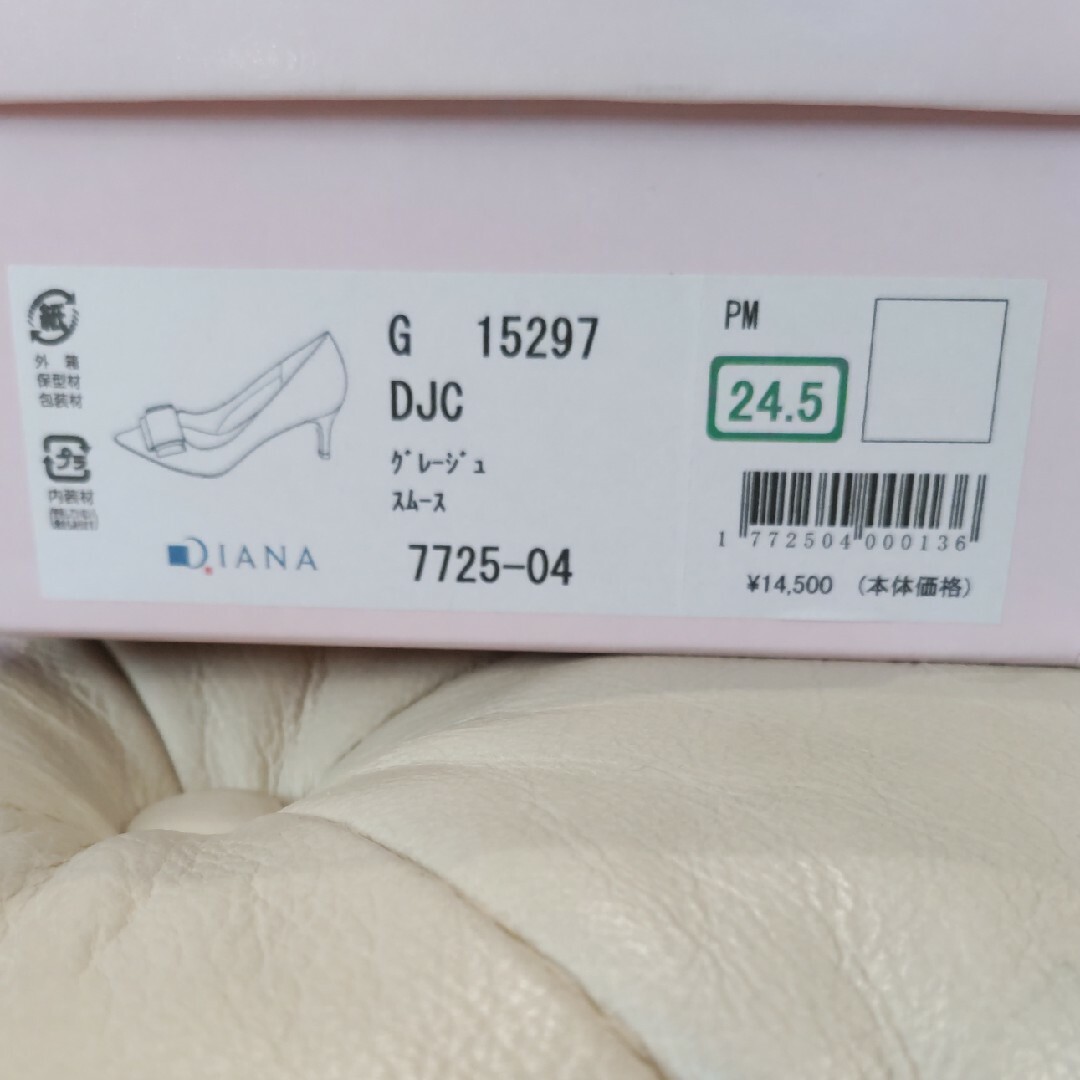 紙
外 箱
保型材
包装材
プラ
内装材
DIANA
G 15297
DJC
グレージュ
スムース
7725-04
PM
24.5
1 772504 000136
¥14,500 (本体価格)